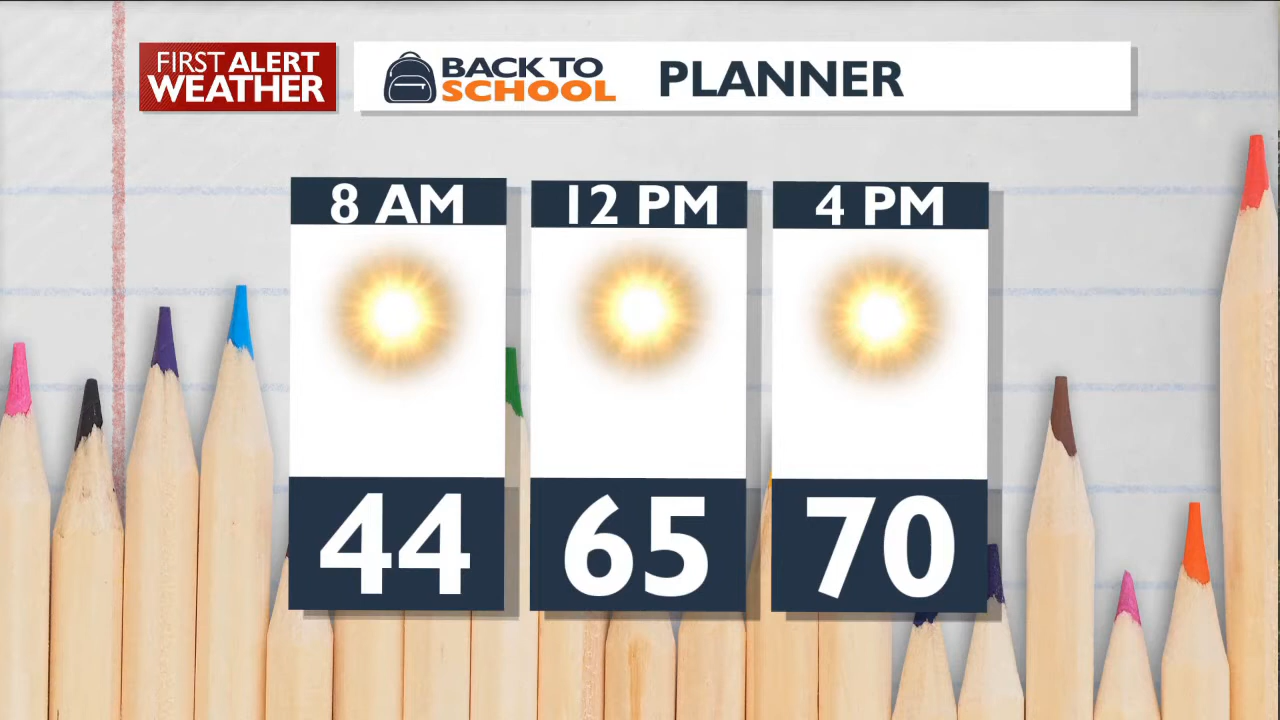 FIRST ALERT
WEATHER
BACK TO
SCHOOL
PLANNER
8 AM
12 PM
4 PM
44
65
70